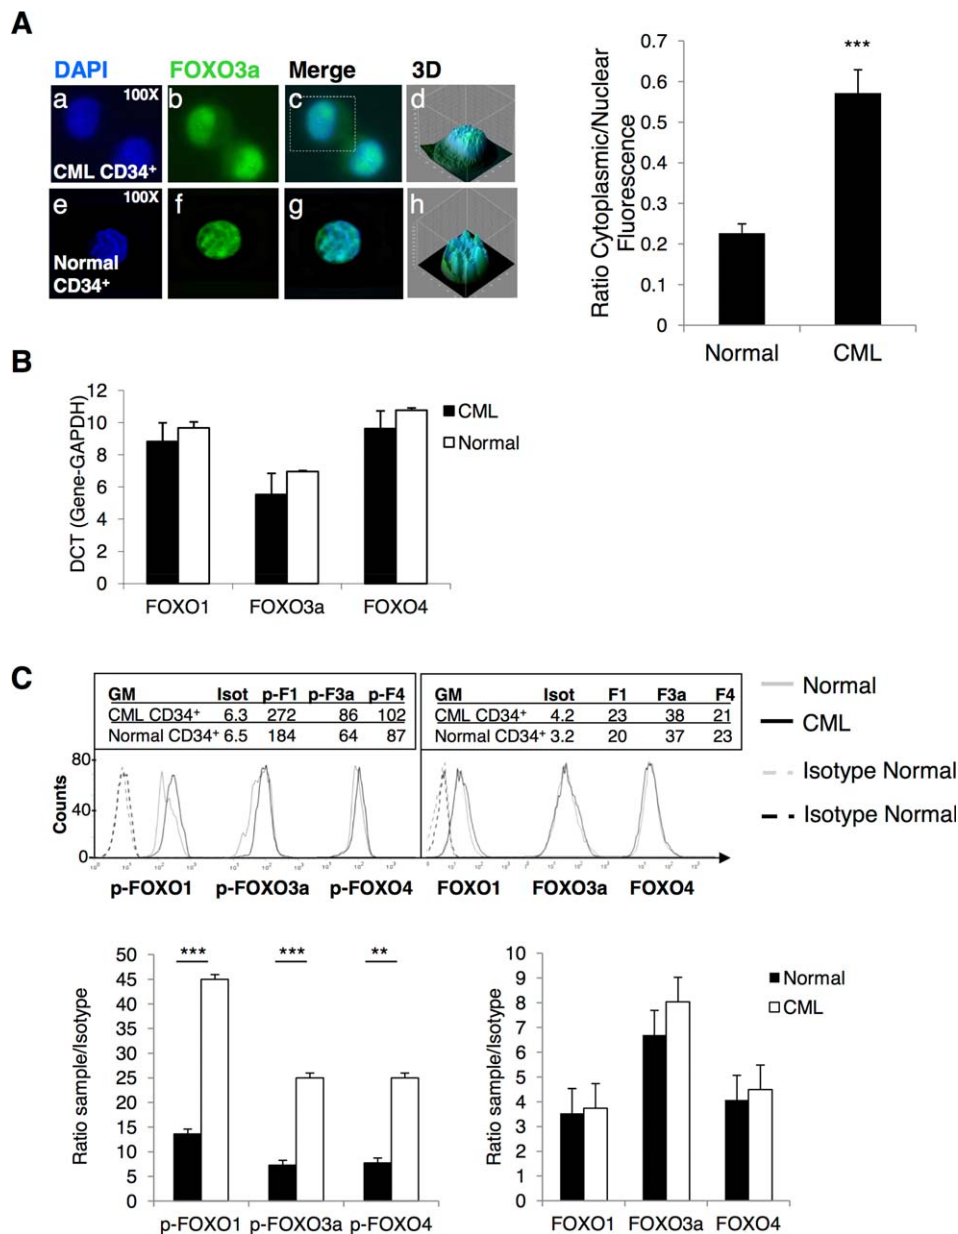 A
DAPI FOXO3a Merge 3D
a 100X b c d
CML CD34⁺
e 100X f g h
Normal
CD34⁺
Ratio Cytoplasmic/Nuclear
Fluorescence
0.7
0.6
0.5
0.4
0.3
0.2
0.1
0
***
Normal CML
B
DCT (Gene-GAPDH)
12
10
8
6
4
2
0
CML
Normal
FOXO1 FOXO3a FOXO4
C
GM Isot p-F1 p-F3a p-F4
CML CD34⁺ 6.3 272 86 102
Normal CD34⁺ 6.5 184 64 87
GM Isot F1 F3a F4
CML CD34⁺ 4.2 23 38 21
Normal CD34⁺ 3.2 20 37 23
Normal
CML
Isotype Normal
Isotype Normal
Counts
80
40
0
p-FOXO1 p-FOXO3a p-FOXO4 FOXO1 FOXO3a FOXO4
Ratio sample/Isotype
50
45
40
35
30
25
20
15
10
5
0
*** *** **
p-FOXO1 p-FOXO3a p-FOXO4
Ratio sample/Isotype
10
9
8
7
6
5
4
3
2
1
0
Normal
CML
FOXO1 FOXO3a FOXO4